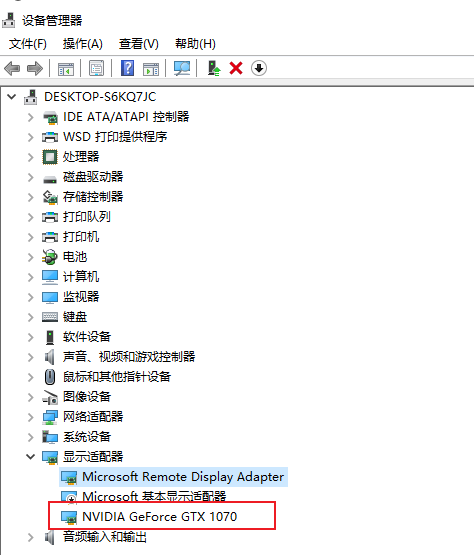 设备管理器
文件(F) 操作(A) 查看(V) 帮助(H)
DESKTOP-S6KQ7JC
IDE ATA/ATAPI 控制器
WSD 打印提供程序
处理器
磁盘驱动器
存储控制器
打印队列
打印机
电池
计算机
监视器
键盘
软件设备
声音、视频和游戏控制器
鼠标和其他指针设备
图像设备
网络适配器
系统设备
显示适配器
Microsoft Remote Display Adapter
Microsoft 基本显示适配器
NVIDIA GeForce GTX 1070
音频输入和输出